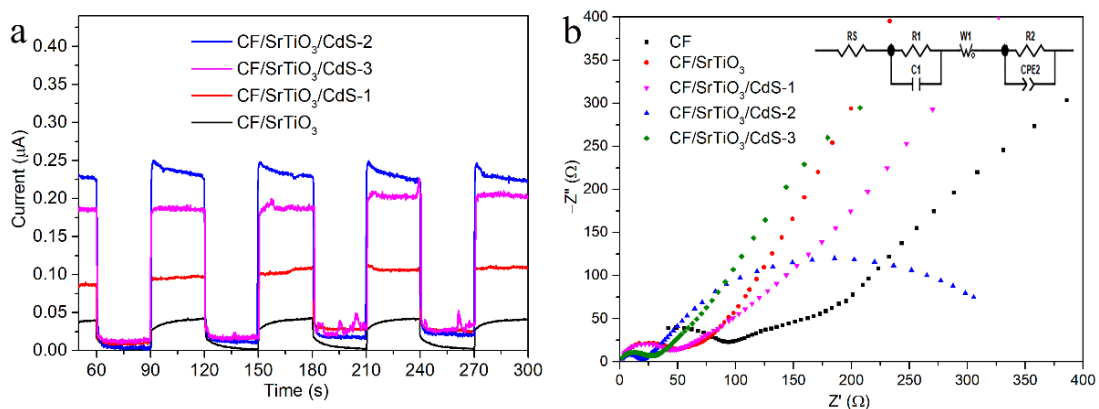 a
Current (μA)
0.40
0.35
0.30
0.25
0.20
0.15
0.10
0.05
0.00
CF/SrTiO₃/CdS-2
CF/SrTiO₃/CdS-3
CF/SrTiO₃/CdS-1
CF/SrTiO₃
60 90 120 150 180 210 240 270 300
Time (s)
b
−Z'' (Ω)
400
350
300
250
200
150
100
50
0
CF
CF/SrTiO₃
CF/SrTiO₃/CdS-1
CF/SrTiO₃/CdS-2
CF/SrTiO₃/CdS-3
RS R1 W1 R2
C1 CPE2
0 50 100 150 200 250 300 350 400
Z' (Ω)